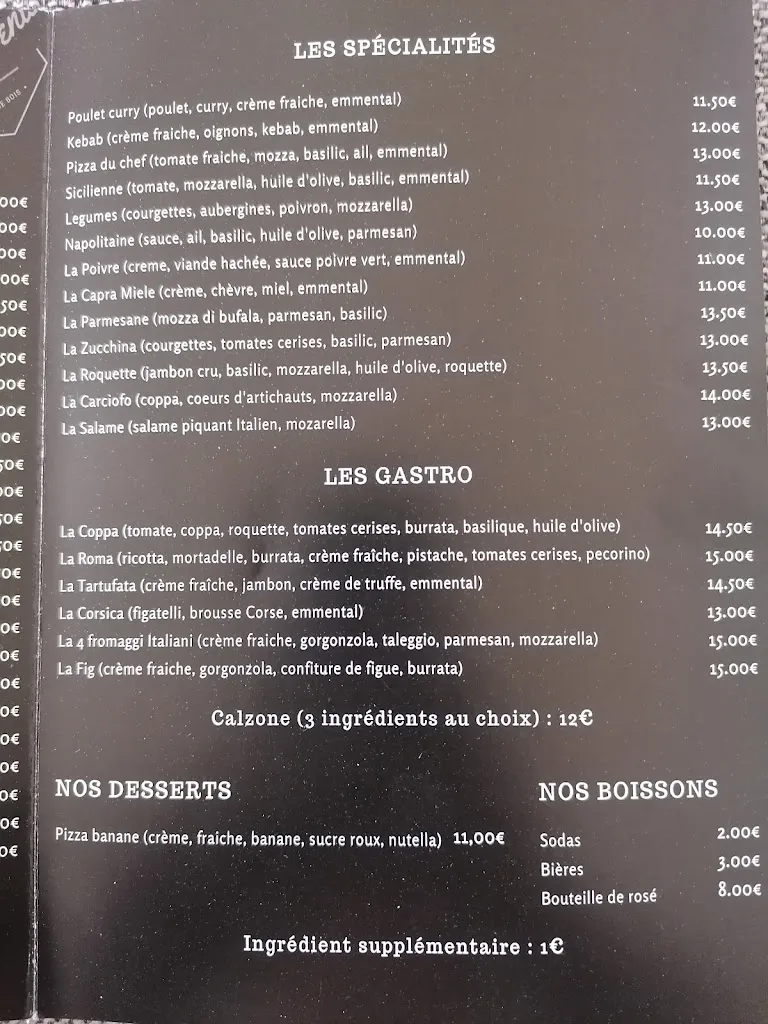 LES SPÉCIALITÉS
Poulet curry (poulet, curry, crème fraiche, emmental) 11.50€
Kebab (crème fraiche, oignons, kebab, emmental) 12.00€
Pizza du chef (tomate fraiche, mozza, basilic, ail, emmental) 13.00€
Sicilienne (tomate, mozzarella, huile d'olive, basilic, emmental) 11.50€
Legumes (courgettes, aubergines, poivron, mozzarella) 13.00€
Napolitaine (sauce, ail, basilic, huile d'olive, parmesan) 10.00€
La Poivre (creme, viande hachée, sauce poivre vert, emmental) 11.00€
La Capra Miele (crème, chèvre, miel, emmental) 11.00€
La Parmesane (mozza di bufala, parmesan, basilic) 13.50€
La Zucchina (courgettes, tomates cerises, basilic, parmesan) 13.00€
La Roquette (jambon cru, basilic, mozzarella, huile d'olive, roquette) 13.50€
La Carciofo (coppa, coeurs d'artichauts, mozzarella) 14.00€
La Salame (salame piquant Italien, mozarella) 13.00€
LES GASTRO
La Coppa (tomate, coppa, roquette, tomates cerises, burrata, basilique, huile d'olive) 14.50€
La Roma (ricotta, mortadelle, burrata, crème fraîche, pistache, tomates cerises, pecorino) 15.00€
La Tartufata (crème fraîche, jambon, crème de truffe, emmental) 14.50€
La Corsica (figatelli, brousse Corse, emmental) 13.00€
La 4 fromaggi Italiani (crème fraiche, gorgonzola, taleggio, parmesan, mozzarella) 15.00€
La Fig (crème fraiche, gorgonzola, confiture de figue, burrata) 15.00€
Calzone (3 ingrédients au choix) : 12€
NOS DESSERTS
Pizza banane (crème, fraiche, banane, sucre roux, nutella) 11,00€
NOS BOISSONS
Sodas 2.00€
Bières 3.00€
Bouteille de rosé 8.00€
Ingrédient supplémentaire : 1€